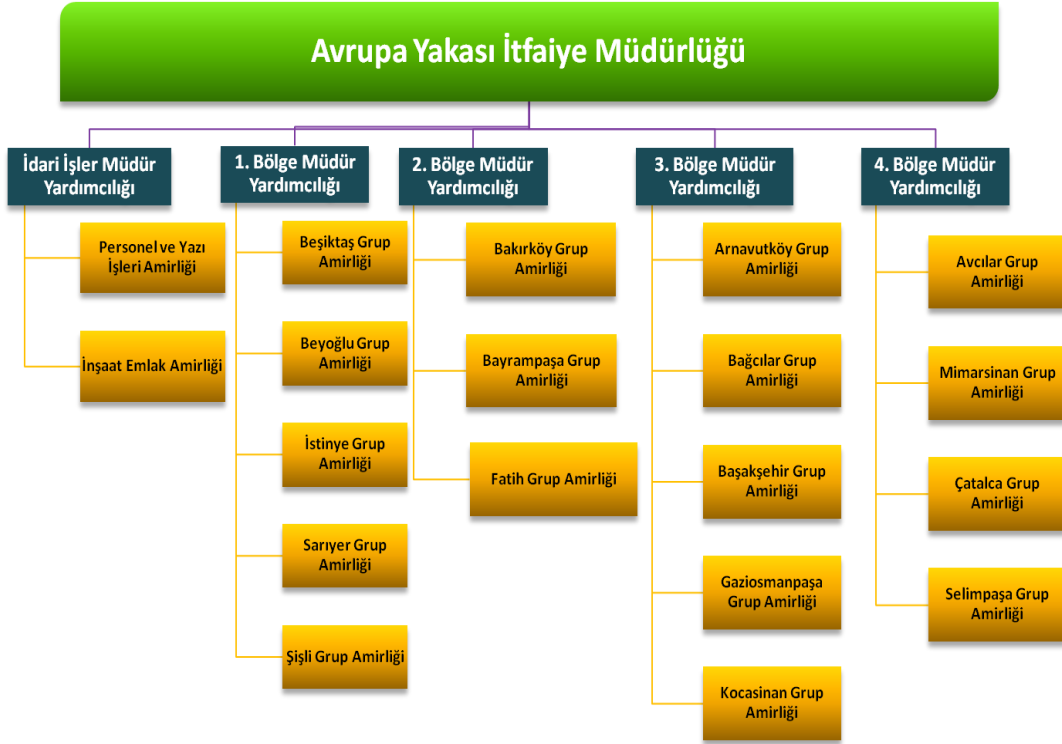 Avrupa Yakası İtfaiye Müdürlüğü
İdari İşler Müdür
Yardımcılığı
Personel ve Yazı
İşleri Amirliği
İnşaat Emlak Amirliği
1. Bölge Müdür
Yardımcılığı
Beşiktaş Grup
Amirliği
Beyoğlu Grup
Amirliği
İstinye Grup
Amirliği
Sarıyer Grup
Amirliği
Şişli Grup Amirliği
2. Bölge Müdür
Yardımcılığı
Bakırköy Grup
Amirliği
Bayrampaşa Grup
Amirliği
Fatih Grup Amirliği
3. Bölge Müdür
Yardımcılığı
Arnavutköy Grup
Amirliği
Bağcılar Grup
Amirliği
Başakşehir Grup
Amirliği
Gaziosmanpaşa
Grup Amirliği
Kocasinan Grup
Amirliği
4. Bölge Müdür
Yardımcılığı
Avcılar Grup
Amirliği
Mimarsinan Grup
Amirliği
Çatalca Grup
Amirliği
Selimpaşa Grup
Amirliği